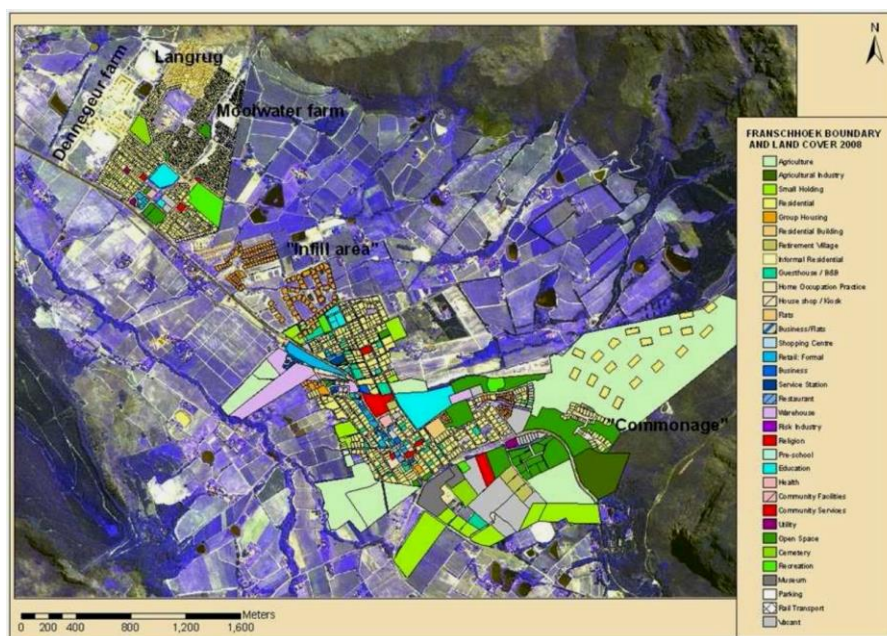 Langrug
Dennegeur farm
Mooiwater farm
"Infill area"
"Commonage"
N
FRANSCHHOEK BOUNDARY
AND LAND COVER 2008
Agriculture
Agricultural Industry
Small Holding
Residential
Group Housing
Residential Building
Retirement Village
Informal Residential
Guesthouse / B&B
Home Occupation Practice
House shop / Kiosk
Flats
Business/Flats
Shopping Centre
Retail: Formal
Business
Service Station
Restaurant
Warehouse
Risk Industry
Religion
Pre-school
Education
Health
Community Facilities
Community Services
Utility
Open Space
Cemetery
Recreation
Museum
Parking
Rail Transport
Vacant
0 200 400 800 1,200 1,600
Meters